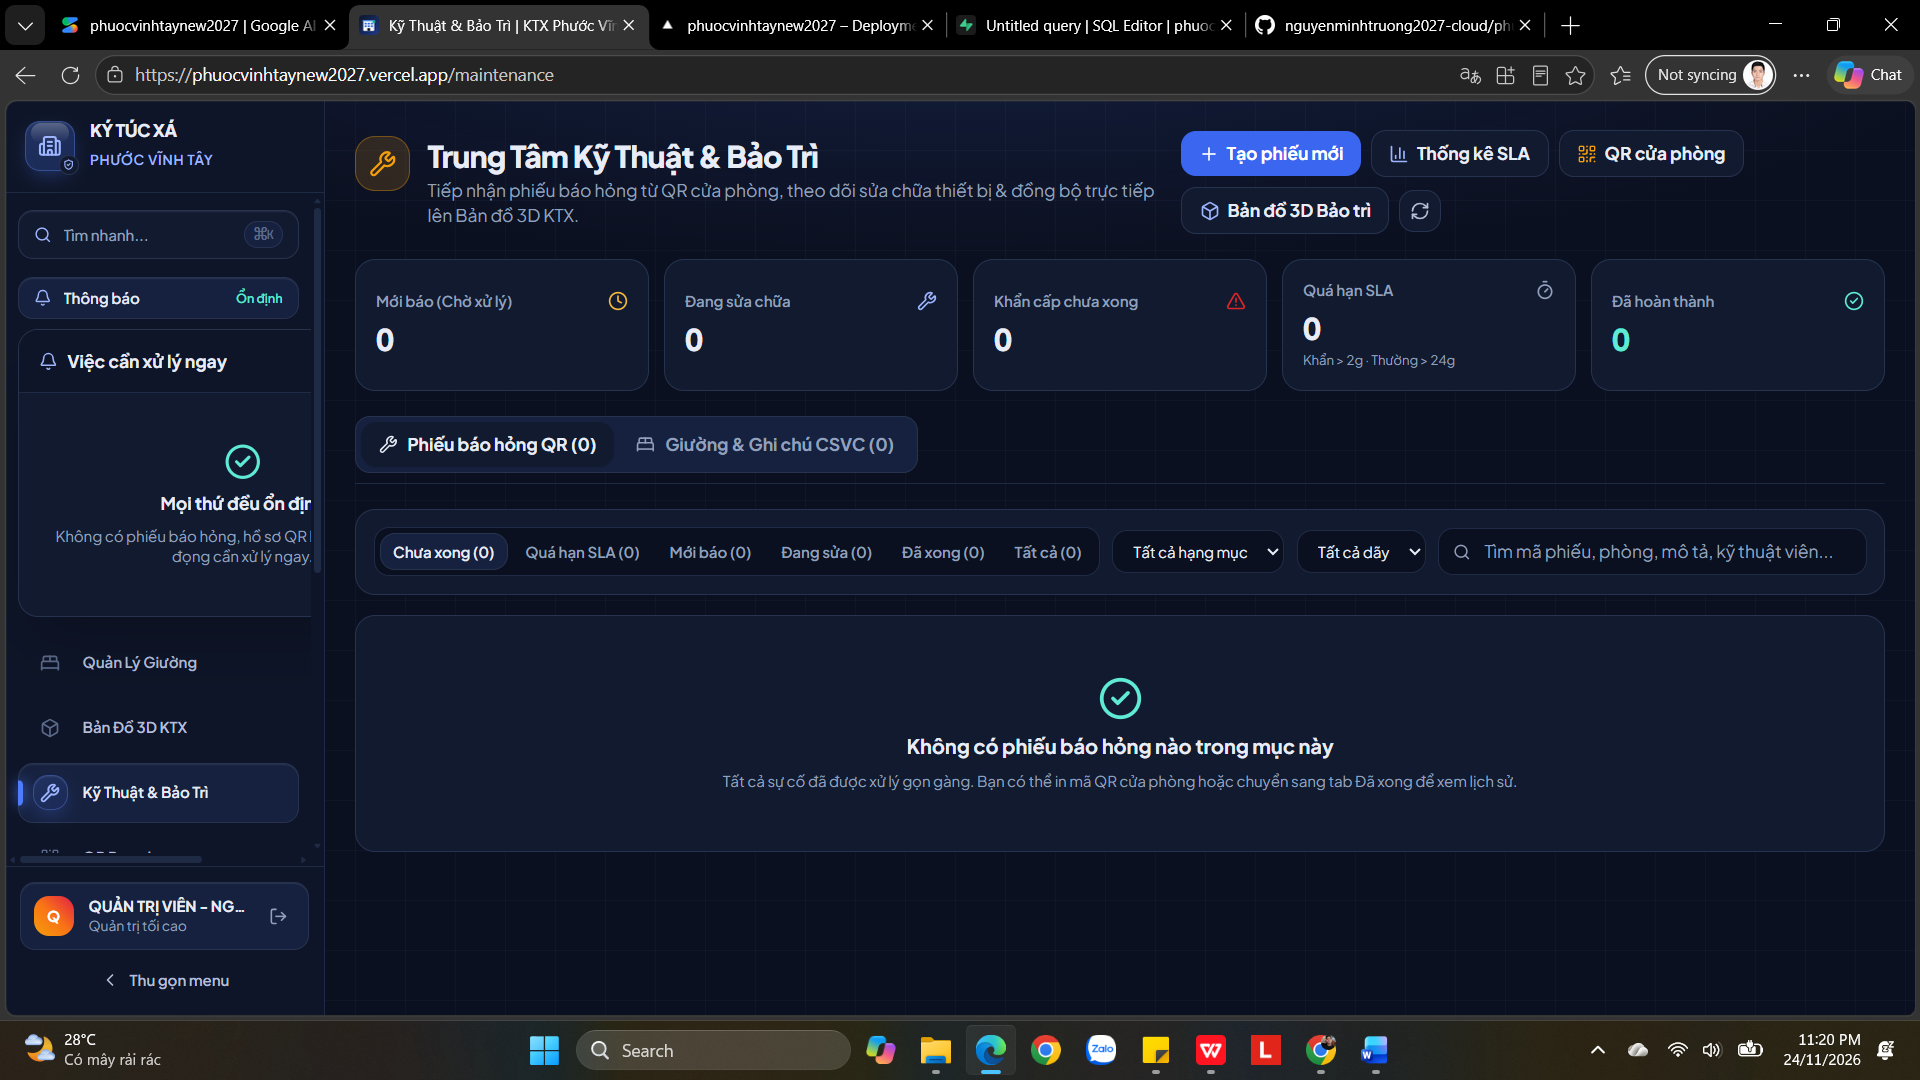 phuocvinhtaynew2027 | Google AI
Kỹ Thuật & Bảo Trì | KTX Phước Vĩn
phuocvinhtaynew2027 – Deployme
Untitled query | SQL Editor | phuoc
nguyenminhtruong2027-cloud/ph
https://phuocvinhtaynew2027.vercel.app/maintenance
Not syncing
Chat
KÝ TÚC XÁ
PHƯỚC VĨNH TÂY
Tìm nhanh...
⌘K
Thông báo
Ổn định
Việc cần xử lý ngay
Mọi thứ đều ổn địn
Không có phiếu báo hỏng, hồ sơ QR
đọng cần xử lý ngay.
Quản Lý Giường
Bản Đồ 3D KTX
Kỹ Thuật & Bảo Trì
Q
QUẢN TRỊ VIÊN - NG...
Quản trị tối cao
Thu gọn menu
Trung Tâm Kỹ Thuật & Bảo Trì
Tiếp nhận phiếu báo hỏng từ QR cửa phòng, theo dõi sửa chữa thiết bị & đồng bộ trực tiếp
lên Bản đồ 3D KTX.
+ Tạo phiếu mới
Thống kê SLA
QR cửa phòng
Bản đồ 3D Bảo trì
Mới báo (Chờ xử lý)
0
Đang sửa chữa
0
Khẩn cấp chưa xong
0
Quá hạn SLA
0
Khẩn > 2g · Thường > 24g
Đã hoàn thành
0
Phiếu báo hỏng QR (0)
Giường & Ghi chú CSVC (0)
Chưa xong (0)
Quá hạn SLA (0)
Mới báo (0)
Đang sửa (0)
Đã xong (0)
Tất cả (0)
Tất cả hạng mục
Tất cả dãy
Tìm mã phiếu, phòng, mô tả, kỹ thuật viên...
Không có phiếu báo hỏng nào trong mục này
Tất cả sự cố đã được xử lý gọn gàng. Bạn có thể in mã QR cửa phòng hoặc chuyển sang tab Đã xong để xem lịch sử.
28°C
Có mây rải rác
Search
Zalo
L
W
11:20 PM
24/11/2026